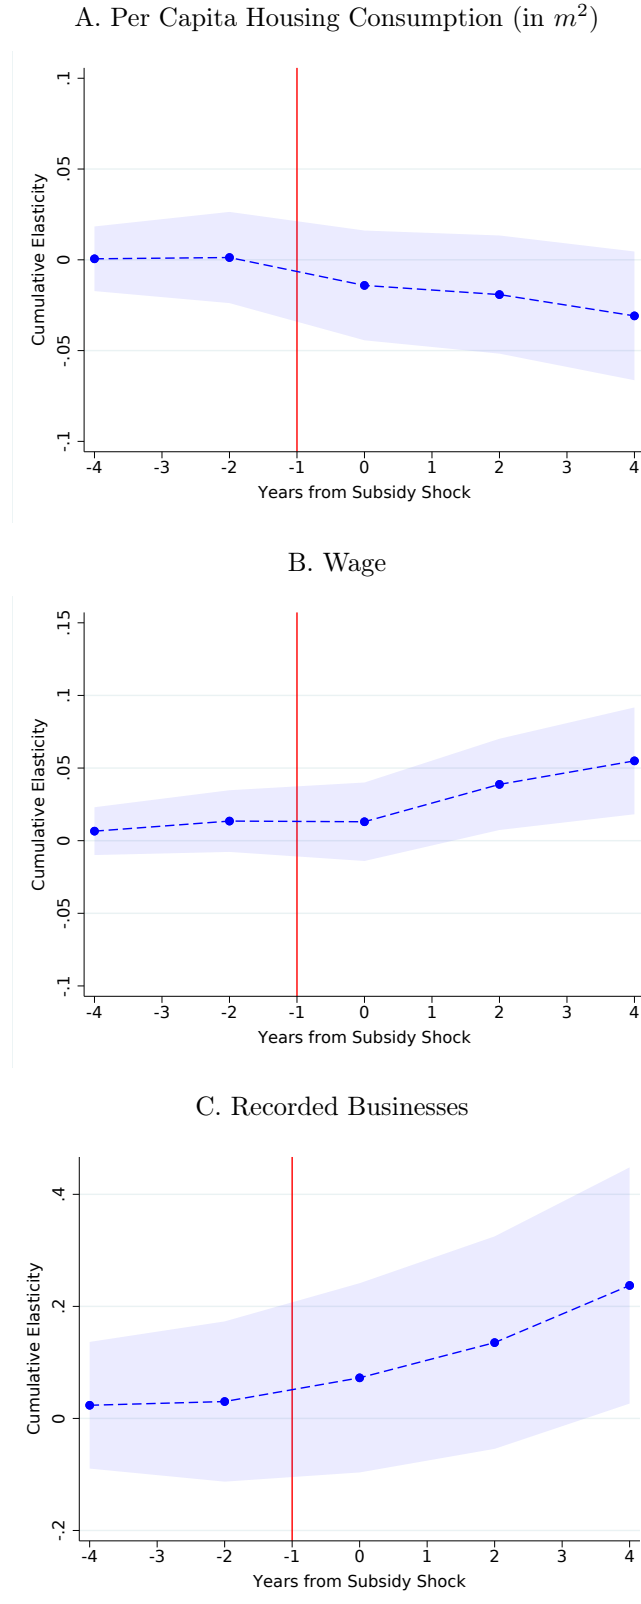 A. Per Capita Housing Consumption (in m²)
Cumulative Elasticity
.1
.05
0
-.05
-.1
-4 -3 -2 -1 0 1 2 3 4
Years from Subsidy Shock
B. Wage
Cumulative Elasticity
.15
.1
.05
0
-.05
-.1
-4 -3 -2 -1 0 1 2 3 4
Years from Subsidy Shock
C. Recorded Businesses
Cumulative Elasticity
.4
.2
0
-.2
-4 -3 -2 -1 0 1 2 3 4
Years from Subsidy Shock